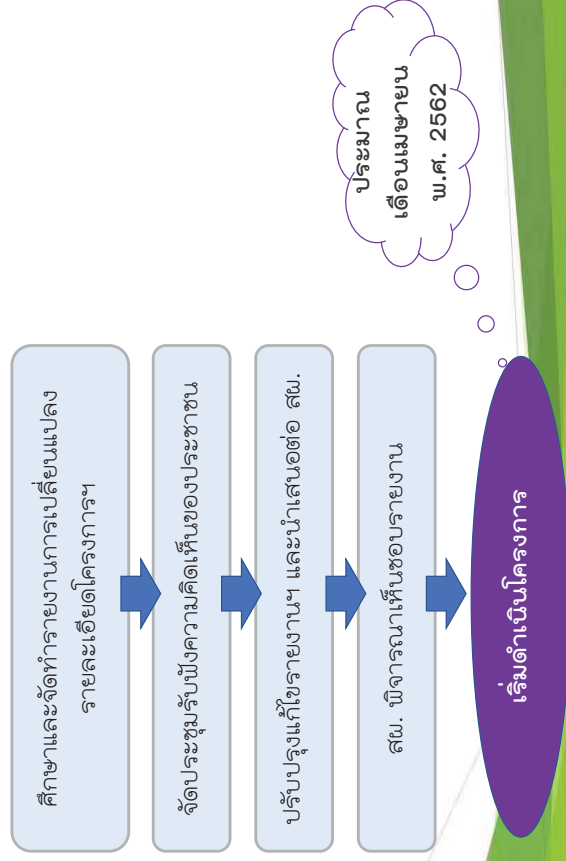 ศึกษาและจัดทำรายงานการเปลี่ยนแปลง
รายละเอียดโครงการฯ
จัดประชุมรับฟังความคิดเห็นของประชาชน
ปรับปรุงแก้ไขรายงานฯ และนำเสนอต่อ สผ.
สผ. พิจารณาเห็นชอบรายงาน
เริ่มดำเนินโครงการ
ประมาณ
เดือนเมษายน
พ.ศ. 2562